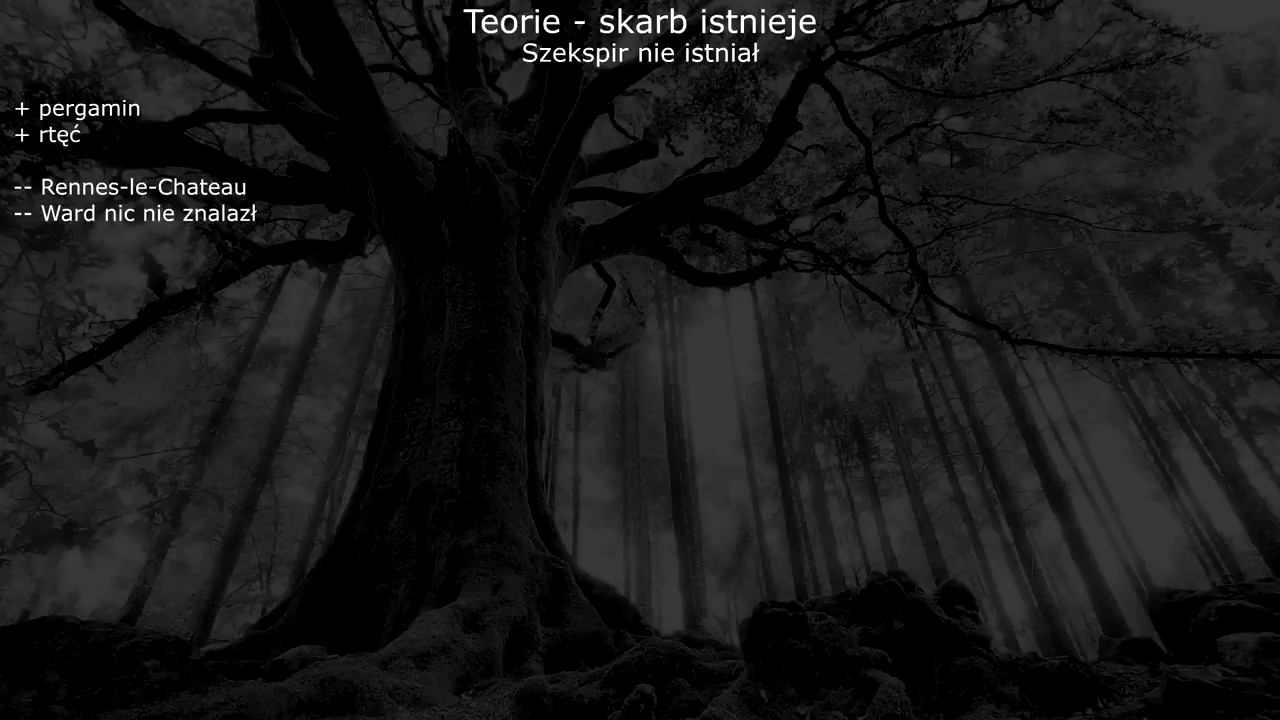 Teorie - skarb istnieje
Szekspir nie istniał
+ pergamin
+ rtęć
-- Rennes-le-Chateau
-- Ward nic nie znalazł